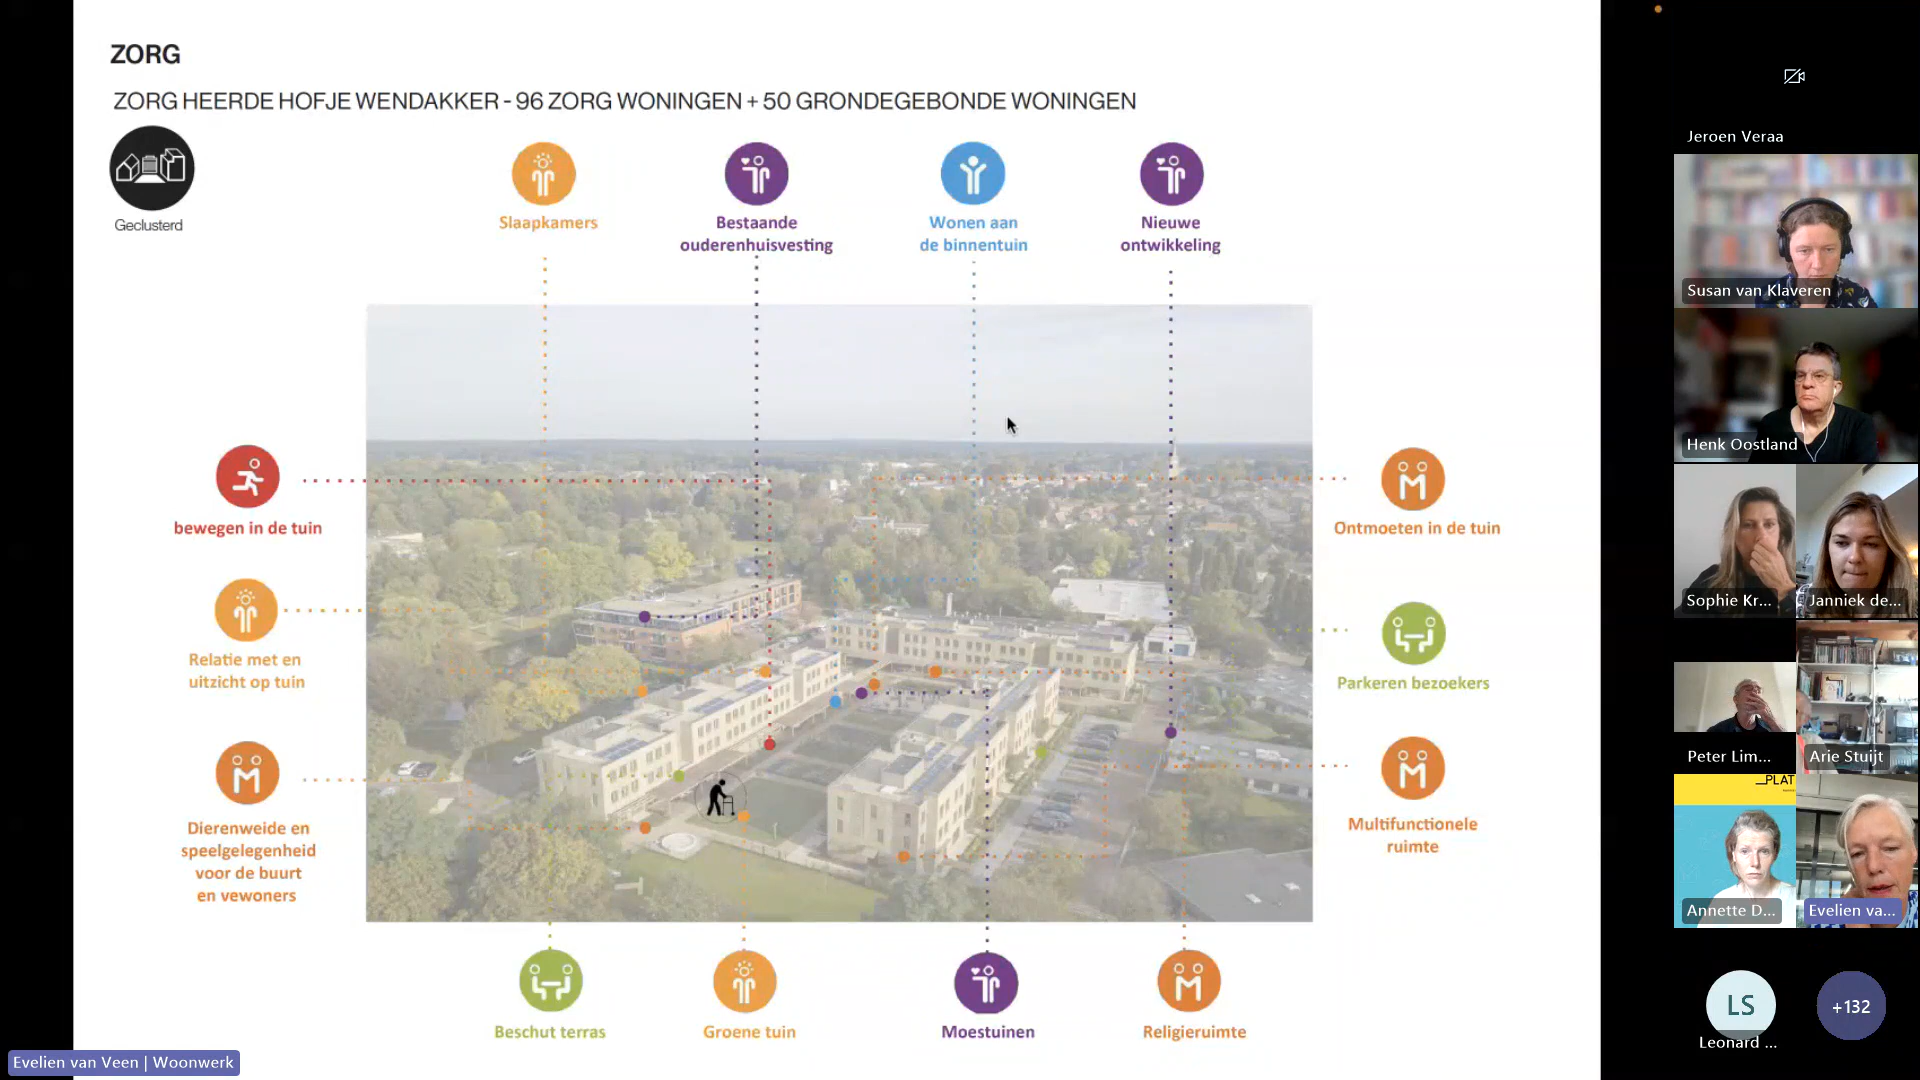 ZORG
ZORG HEERDE HOFJE WENDAKKER - 96 ZORG WONINGEN + 50 GRONDEGEBONDE WONINGEN
Geclusterd
Slaapkamers
Bestaande
ouderenhuisvesting
Wonen aan
de binnentuin
Nieuwe
ontwikkeling
bewegen in de tuin
Relatie met en
uitzicht op tuin
Dierenweide en
speelgelegenheid
voor de buurt
en vewoners
Ontmoeten in de tuin
Parkeren bezoekers
Multifunctionele
ruimte
Beschut terras
Groene tuin
Moestuinen
Religieruimte
Evelien van Veen | Woonwerk
Jeroen Veraa
Susan van Klaveren
Henk Oostland
Sophie Kr...
Janniek de...
Peter Lim...
Arie Stuijt
_PLAT
Annette D...
Evelien va...
LS
+132
Leonard ...